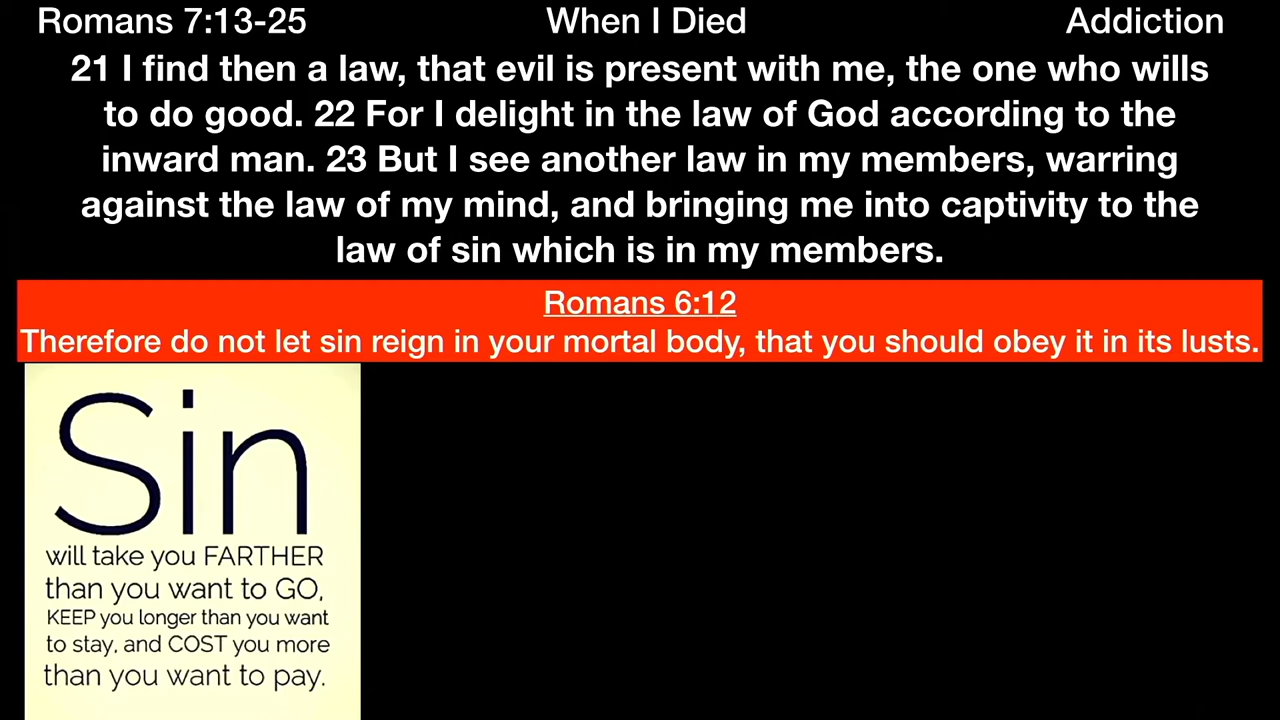 Romans 7:13-25 When I Died Addiction
21 I find then a law, that evil is present with me, the one who wills
to do good. 22 For I delight in the law of God according to the
inward man. 23 But I see another law in my members, warring
against the law of my mind, and bringing me into captivity to the
law of sin which is in my members.
Romans 6:12
Therefore do not let sin reign in your mortal body, that you should obey it in its lusts.
Sin
will take you FARTHER
than you want to GO,
KEEP you longer than you want
to stay, and COST you more
than you want to pay.